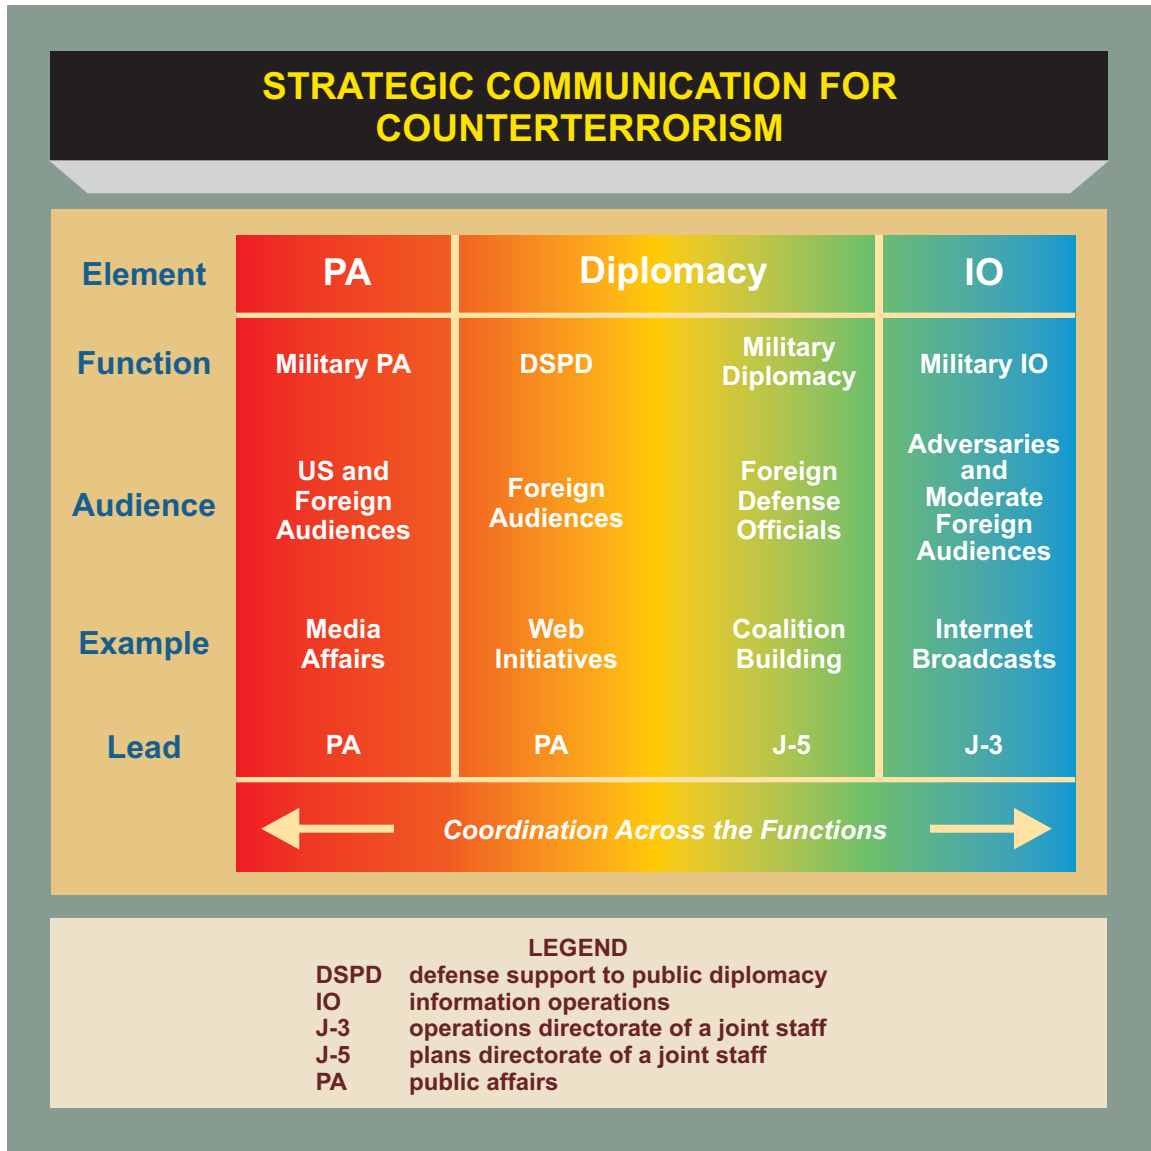 STRATEGIC COMMUNICATION FOR
COUNTERTERRORISM
Element
PA
Diplomacy
IO
Function
Military PA
DSPD
Military
Diplomacy
Military IO
Audience
US and
Foreign
Audiences
Foreign
Audiences
Foreign
Defense
Officials
Adversaries
and
Moderate
Foreign
Audiences
Example
Media
Affairs
Web
Initiatives
Coalition
Building
Internet
Broadcasts
Lead
PA
PA
J-5
J-3
Coordination Across the Functions
LEGEND
DSPD defense support to public diplomacy
IO information operations
J-3 operations directorate of a joint staff
J-5 plans directorate of a joint staff
PA public affairs